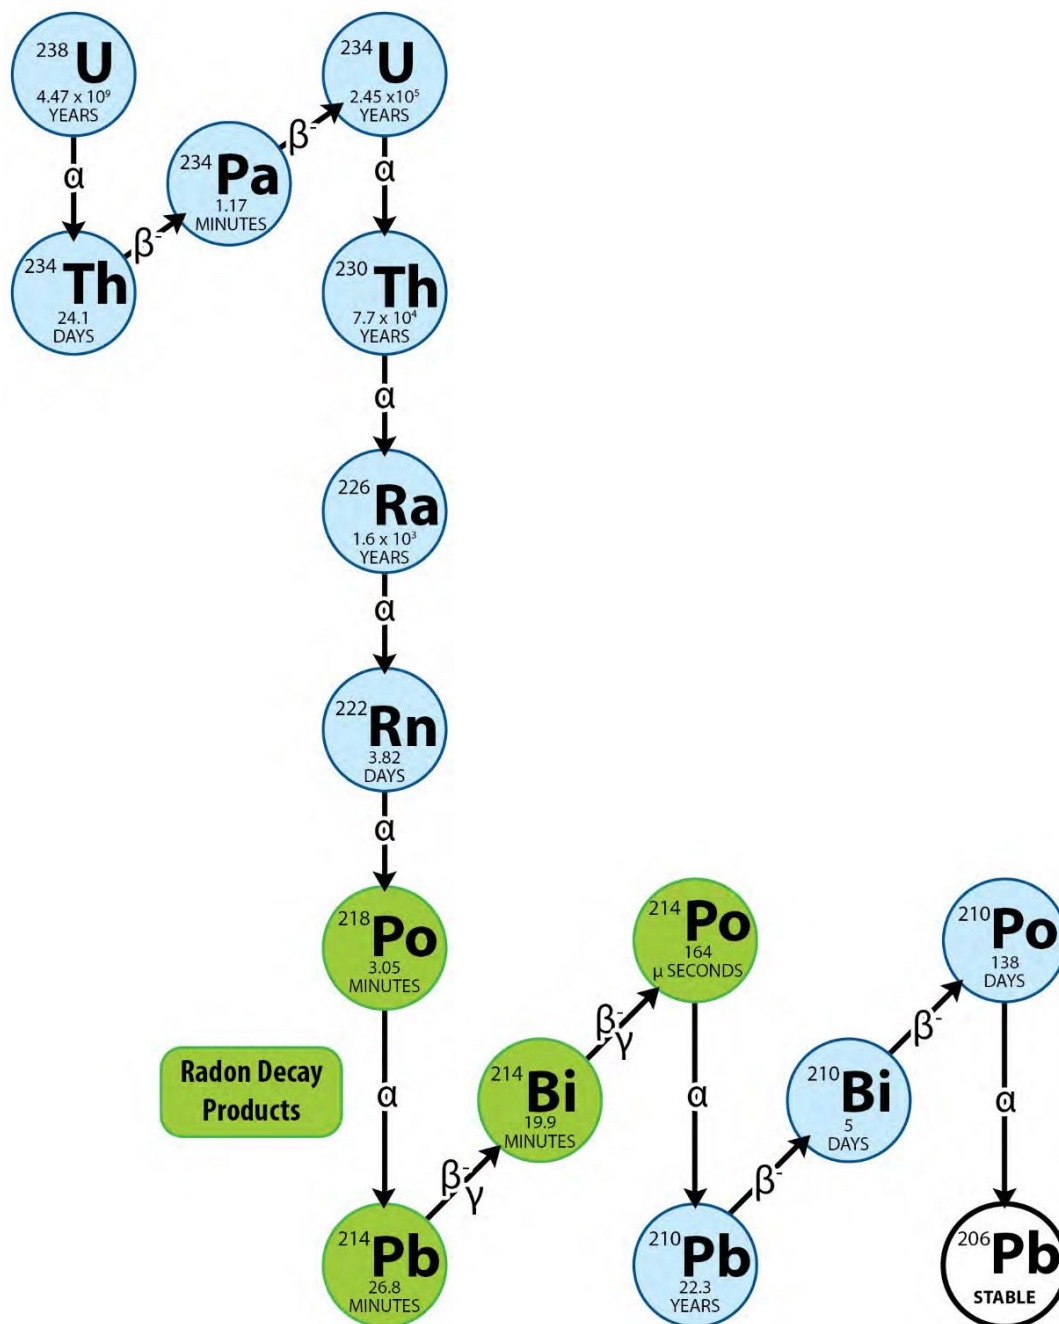 238 U
4.47 x 10⁹
YEARS
α
234 Th
24.1
DAYS
β-
234 Pa
1.17
MINUTES
β-
234 U
2.45 x10⁵
YEARS
α
230 Th
7.7 x 10⁴
YEARS
α
226 Ra
1.6 x 10³
YEARS
α
222 Rn
3.82
DAYS
α
218 Po
3.05
MINUTES
α
Radon Decay
Products
214 Pb
26.8
MINUTES
β-
γ
214 Bi
19.9
MINUTES
β-
γ
214 Po
164
μ SECONDS
α
210 Pb
22.3
YEARS
β-
210 Bi
5
DAYS
β-
210 Po
138
DAYS
α
206 Pb
STABLE